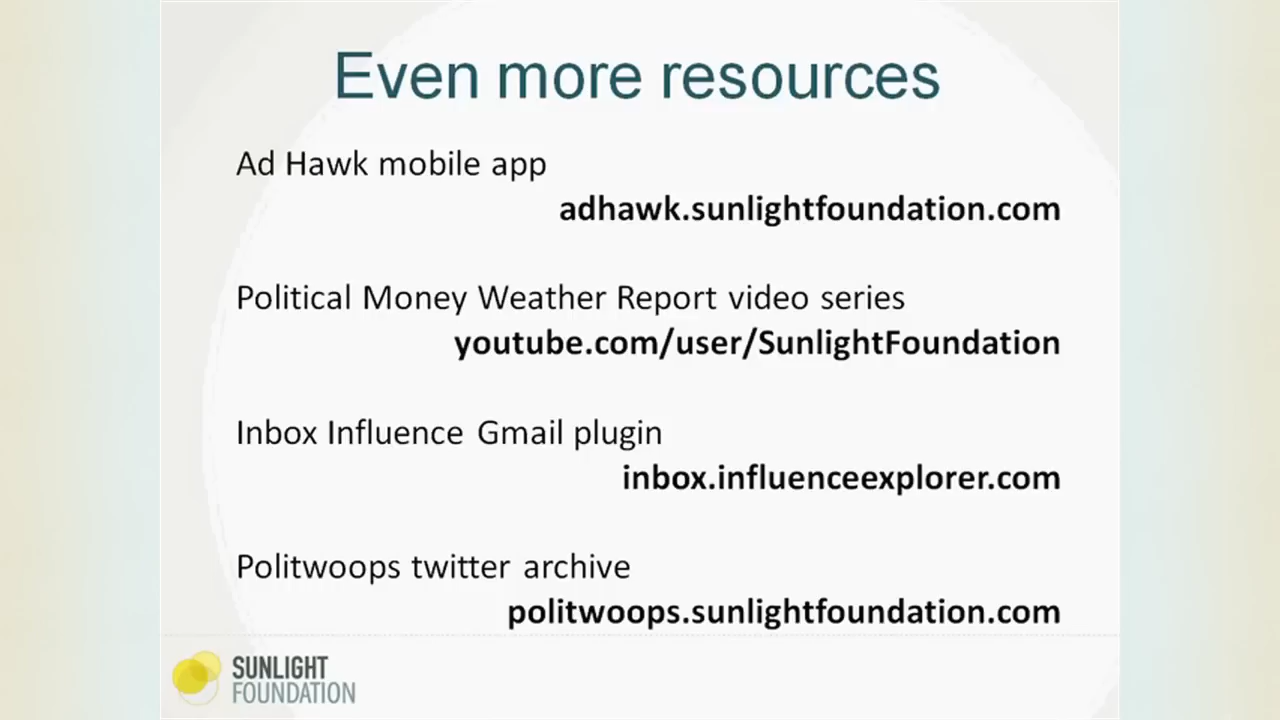 Even more resources
Ad Hawk mobile app
adhawk.sunlightfoundation.com
Political Money Weather Report video series
youtube.com/user/SunlightFoundation
Inbox Influence Gmail plugin
inbox.influenceexplorer.com
Politwoops twitter archive
politwoops.sunlightfoundation.com
SUNLIGHT
FOUNDATION